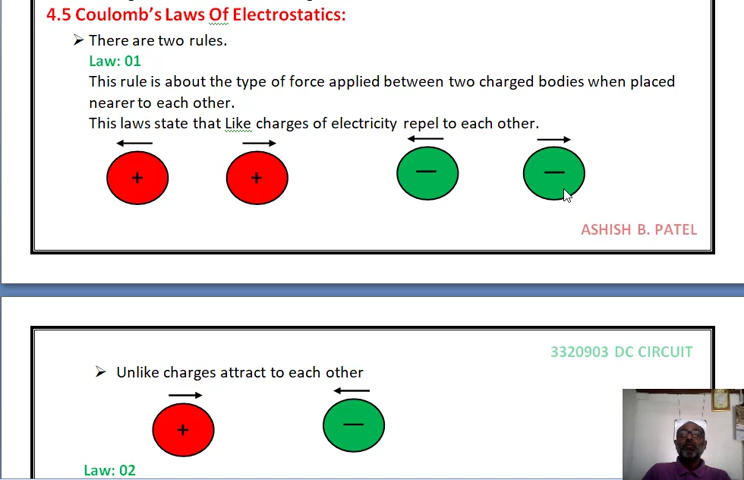 4.5 Coulomb's Laws Of Electrostatics:
➢ There are two rules.
Law: 01
This rule is about the type of force applied between two charged bodies when placed
nearer to each other.
This laws state that Like charges of electricity repel to each other.
+ + — —
ASHISH B. PATEL
3320903 DC CIRCUIT
➢ Unlike charges attract to each other
+ —
Law: 02